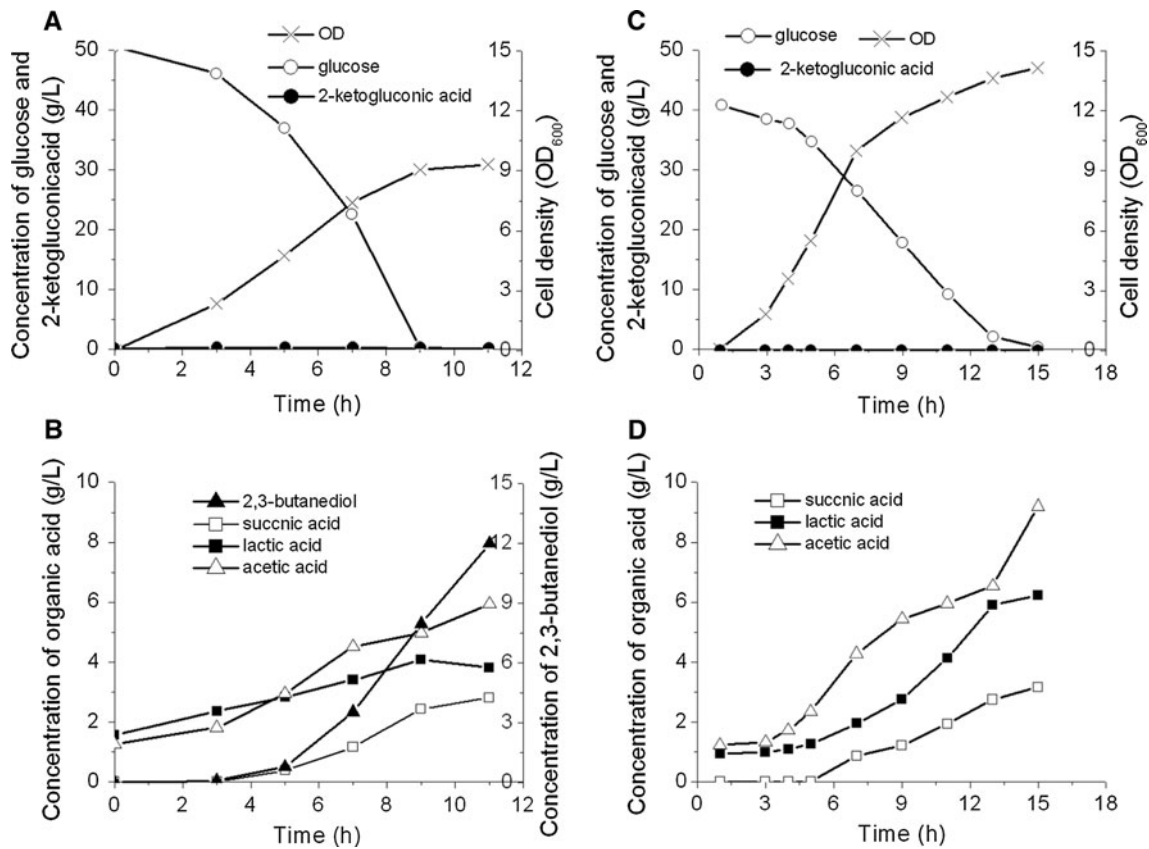 A
OD
glucose
2-ketogluconic acid
Concentration of glucose and
2-ketogluconicacid (g/L)
50
40
30
20
10
0
15
12
9
6
3
0
Cell density (OD600)
0 2 4 6 8 10 12
Time (h)
C
glucose OD
2-ketogluconic acid
Concentration of glucose and
2-ketogluconicacid (g/L)
50
40
30
20
10
0
15
12
9
6
3
0
Cell density (OD600)
0 3 6 9 12 15 18
Time (h)
B
2,3-butanediol
succnic acid
lactic acid
acetic acid
Concentration of organic acid (g/L)
10
8
6
4
2
0
15
12
9
6
3
0
Concentration of 2,3-butanediol (g/L)
0 2 4 6 8 10 12
Time (h)
D
succnic acid
lactic acid
acetic acid
Concentration of organic acid (g/L)
10
8
6
4
2
0
0 3 6 9 12 15 18
Time (h)